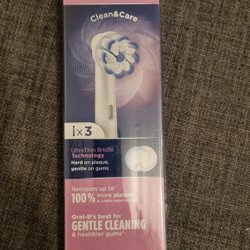 Clean&Care
x3
UltraThin Bristle
Technology
Hard on plaque,
gentle on gums.
Removes up to
100% more plaque
Oral-B's best for
GENTLE CLEANING
& healthier gums*